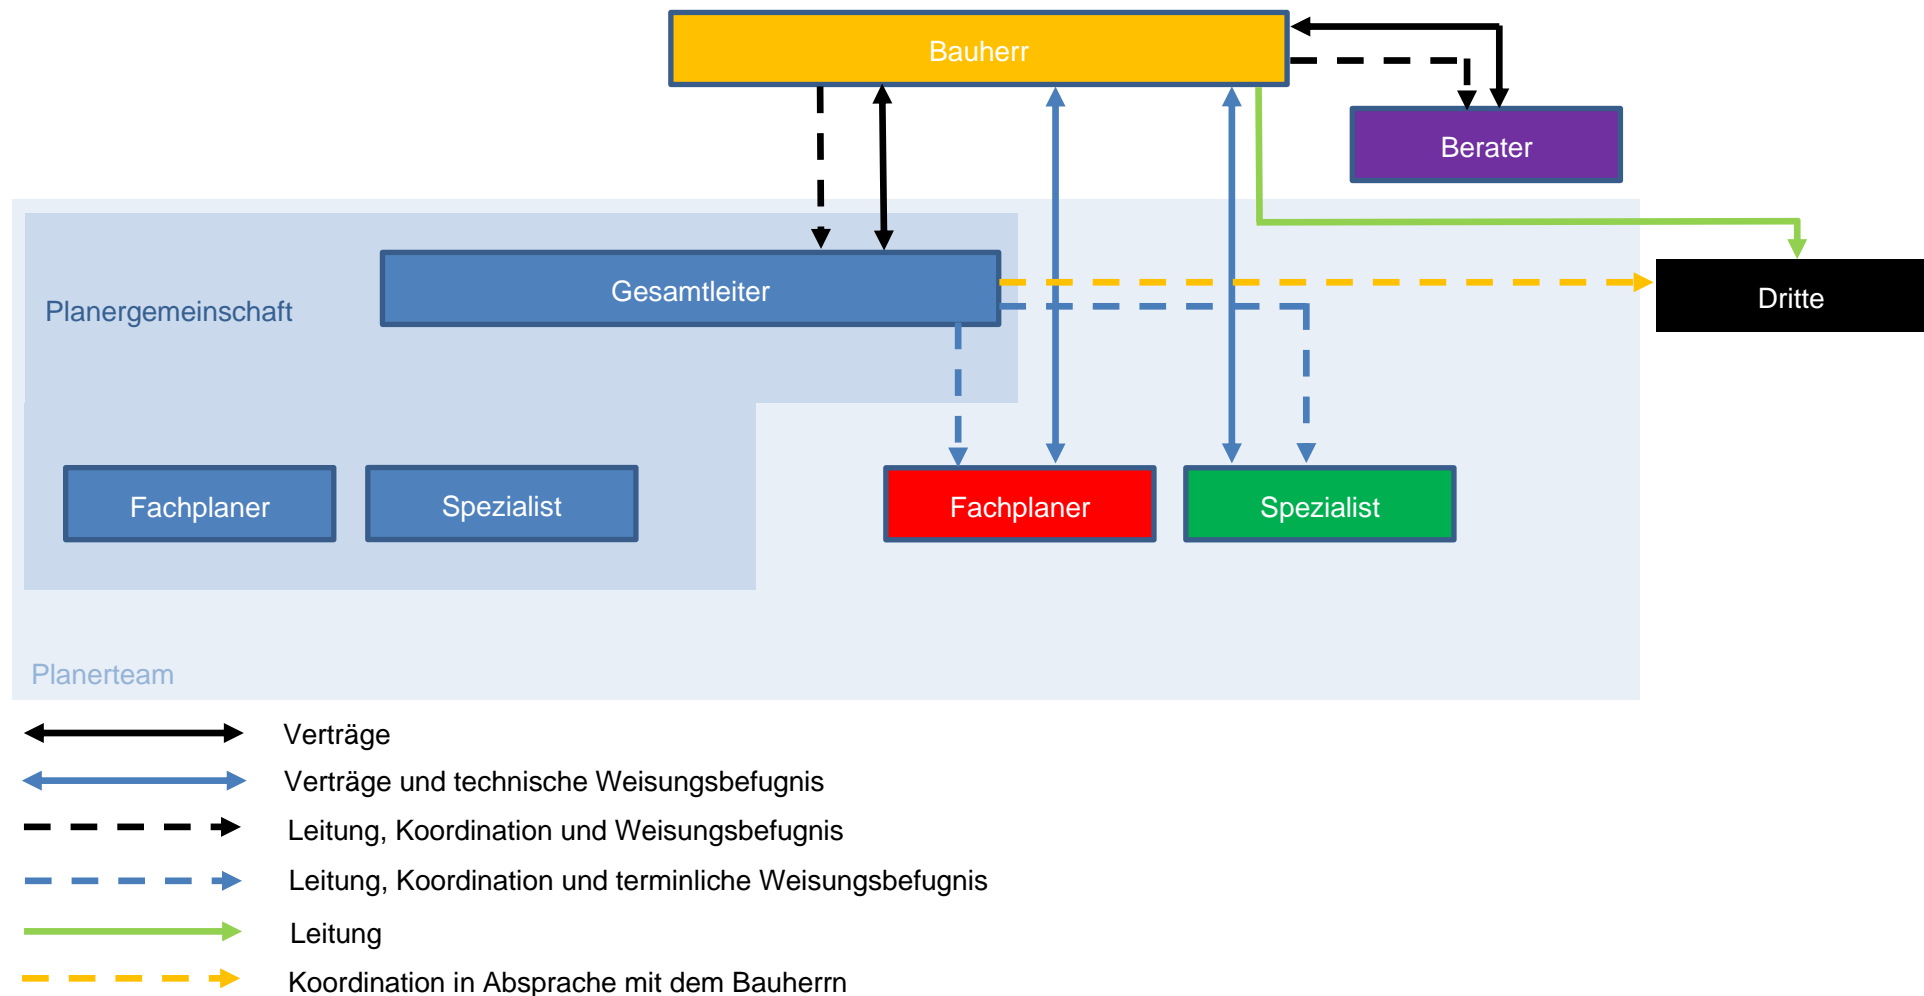 Bauherr
Berater
Gesamtleiter
Dritte
Planergemeinschaft
Fachplaner
Spezialist
Fachplaner
Spezialist
Planerteam
Verträge
Verträge und technische Weisungsbefugnis
Leitung, Koordination und Weisungsbefugnis
Leitung, Koordination und terminliche Weisungsbefugnis
Leitung
Koordination in Absprache mit dem Bauherrn